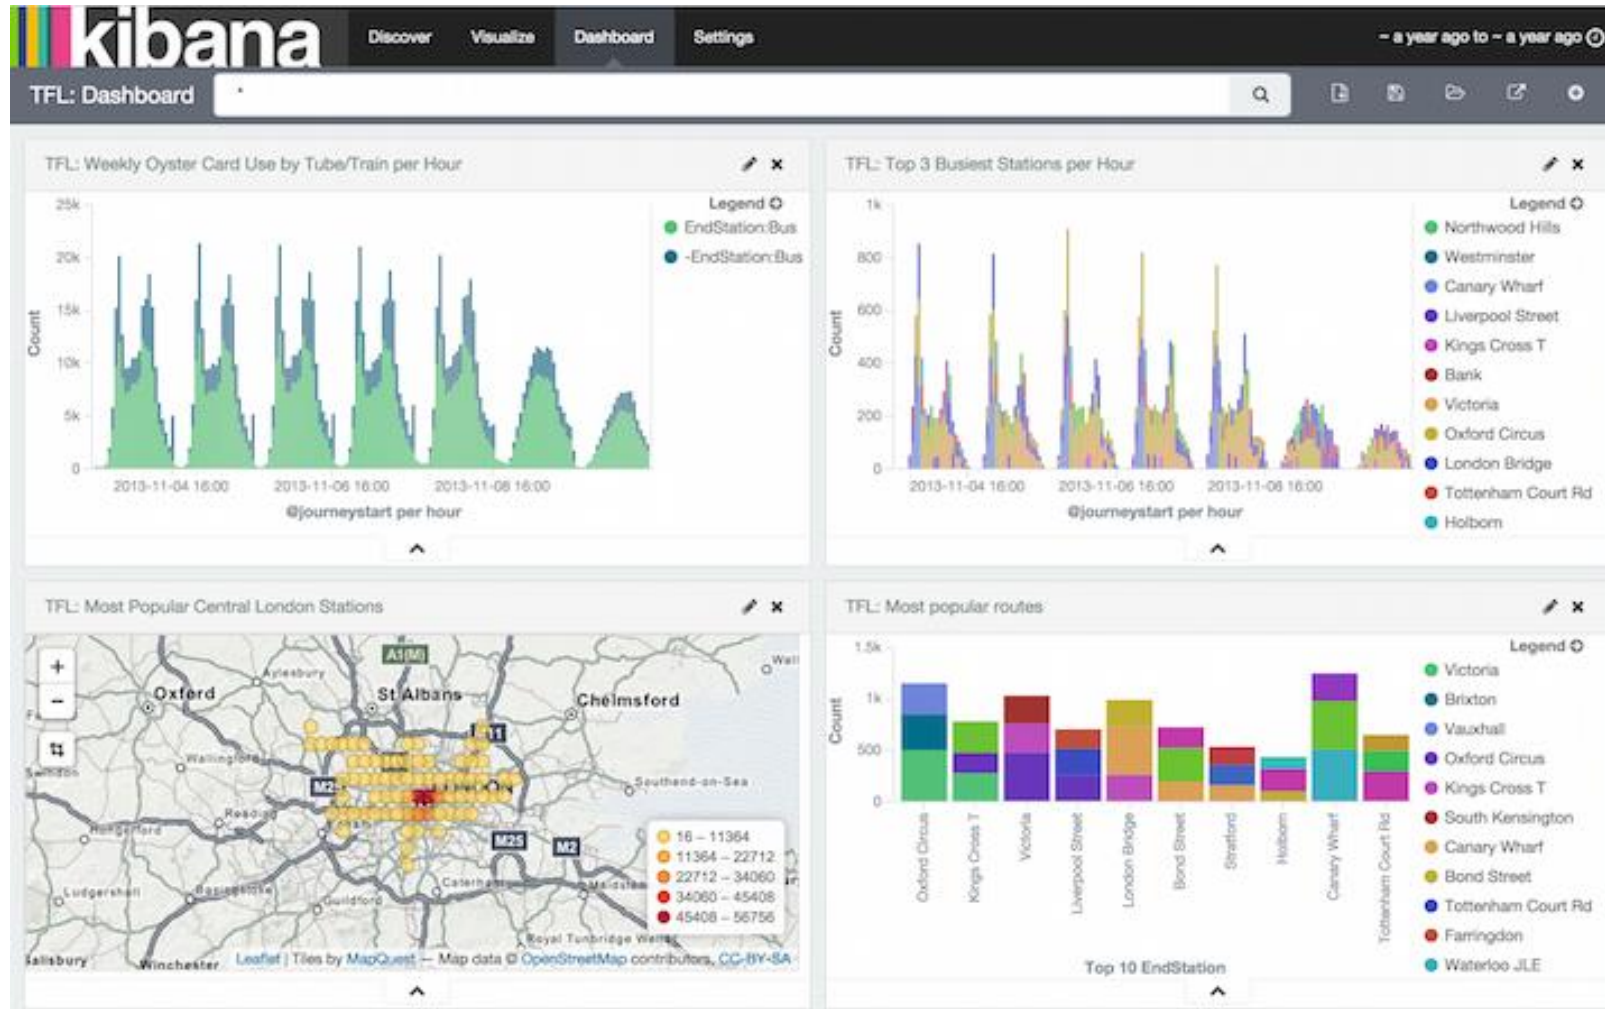 kibana
Discover Visualize Dashboard Settings
~ a year ago to ~ a year ago
TFL: Dashboard
*
TFL: Weekly Oyster Card Use by Tube/Train per Hour
Legend
EndStation:Bus
-EndStation:Bus
25k
20k
15k
10k
5k
0
Count
2013-11-04 16:00 2013-11-06 16:00 2013-11-08 16:00
@journeystart per hour
TFL: Top 3 Busiest Stations per Hour
Legend
Northwood Hills
Westminster
Canary Wharf
Liverpool Street
Kings Cross T
Bank
Victoria
Oxford Circus
London Bridge
Tottenham Court Rd
Holborn
1k
800
600
400
200
0
Count
2013-11-04 16:00 2013-11-06 16:00 2013-11-08 16:00
@journeystart per hour
TFL: Most Popular Central London Stations
+
−
A1(M)
Aylesbury
Oxford
St Albans
Chelmsford
Wallingford
Swindon
M25
Southend-on-Sea
Reading
Hungerford
M25
M2
Ludgershall
Basingstoke
Guildford
Caterham
Maidstone
Royal Tunbridge Wells
Salisbury
Winchester
16 – 11364
11364 – 22712
22712 – 34060
34060 – 45408
45408 – 56756
Leaflet | Tiles by MapQuest — Map data © OpenStreetMap contributors, CC-BY-SA
TFL: Most popular routes
Legend
Victoria
Brixton
Vauxhall
Oxford Circus
Kings Cross T
South Kensington
Canary Wharf
Bond Street
Tottenham Court Rd
Farringdon
Waterloo JLE
1.5k
1k
500
0
Count
Oxford Circus
Kings Cross T
Victoria
Liverpool Street
London Bridge
Bond Street
Stratford
Holborn
Canary Wharf
Tottenham Court Rd
Top 10 EndStation